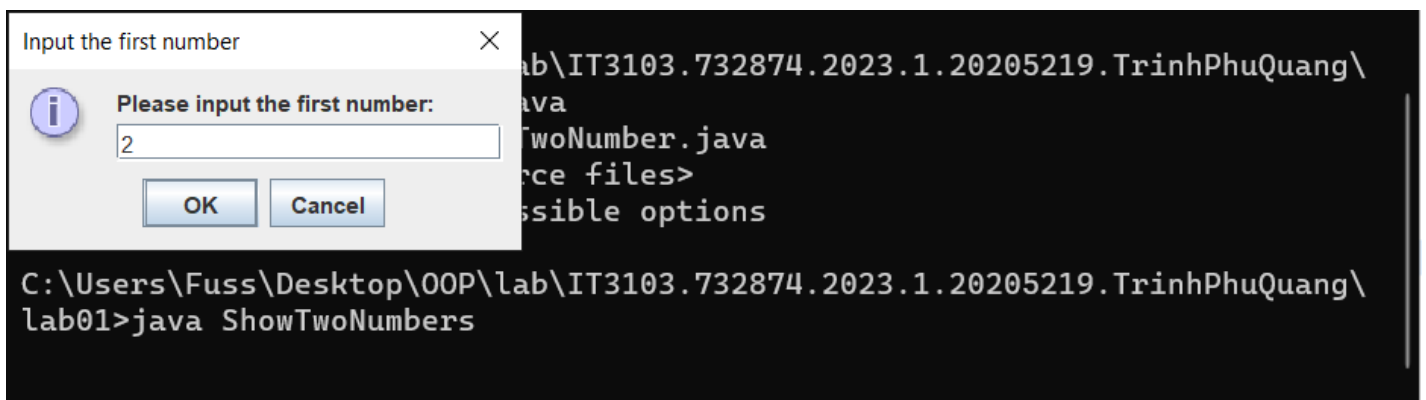 Input the first number
Please input the first number:
2
OK Cancel
ab\IT3103.732874.2023.1.20205219.TrinhPhuQuang\
ava
TwoNumber.java
rce files>
ssible options
C:\Users\Fuss\Desktop\OOP\lab\IT3103.732874.2023.1.20205219.TrinhPhuQuang\
lab01>java ShowTwoNumbers